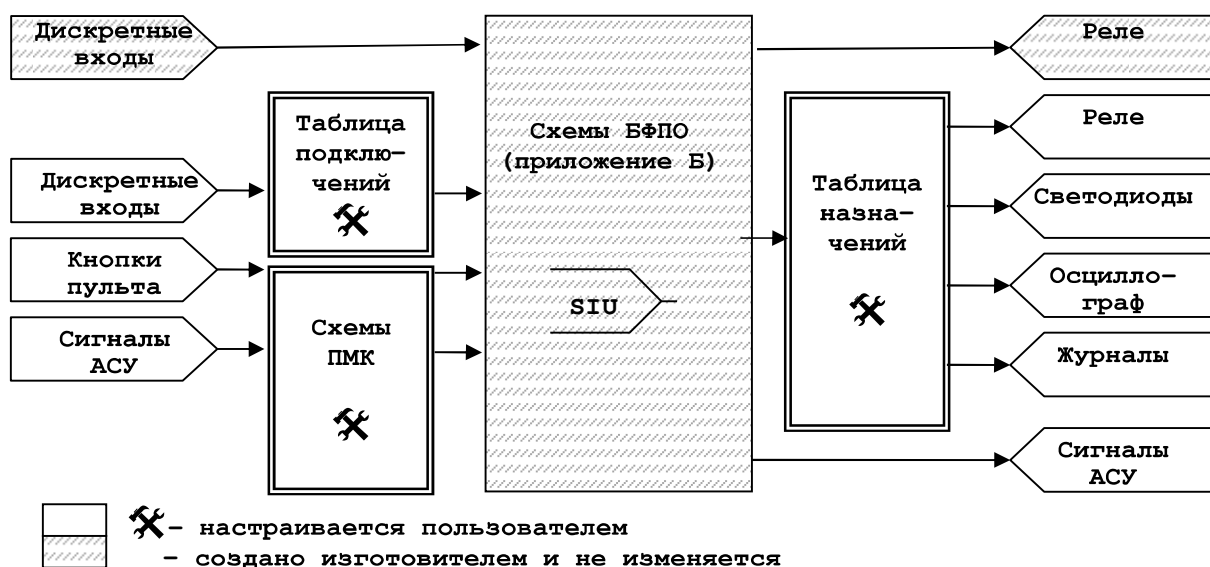 Дискретные
входы
Реле
Схемы БФПО
(приложение Б)
Таблица
подклю–
чений
Реле
Дискретные
входы
Таблица
назна–
чений
Светодиоды
Кнопки
пульта
SIU
Осцилло–
граф
Сигналы
АСУ
Схемы
ПМК
Журналы
Сигналы
АСУ
– настраивается пользователем
– создано изготовителем и не изменяется